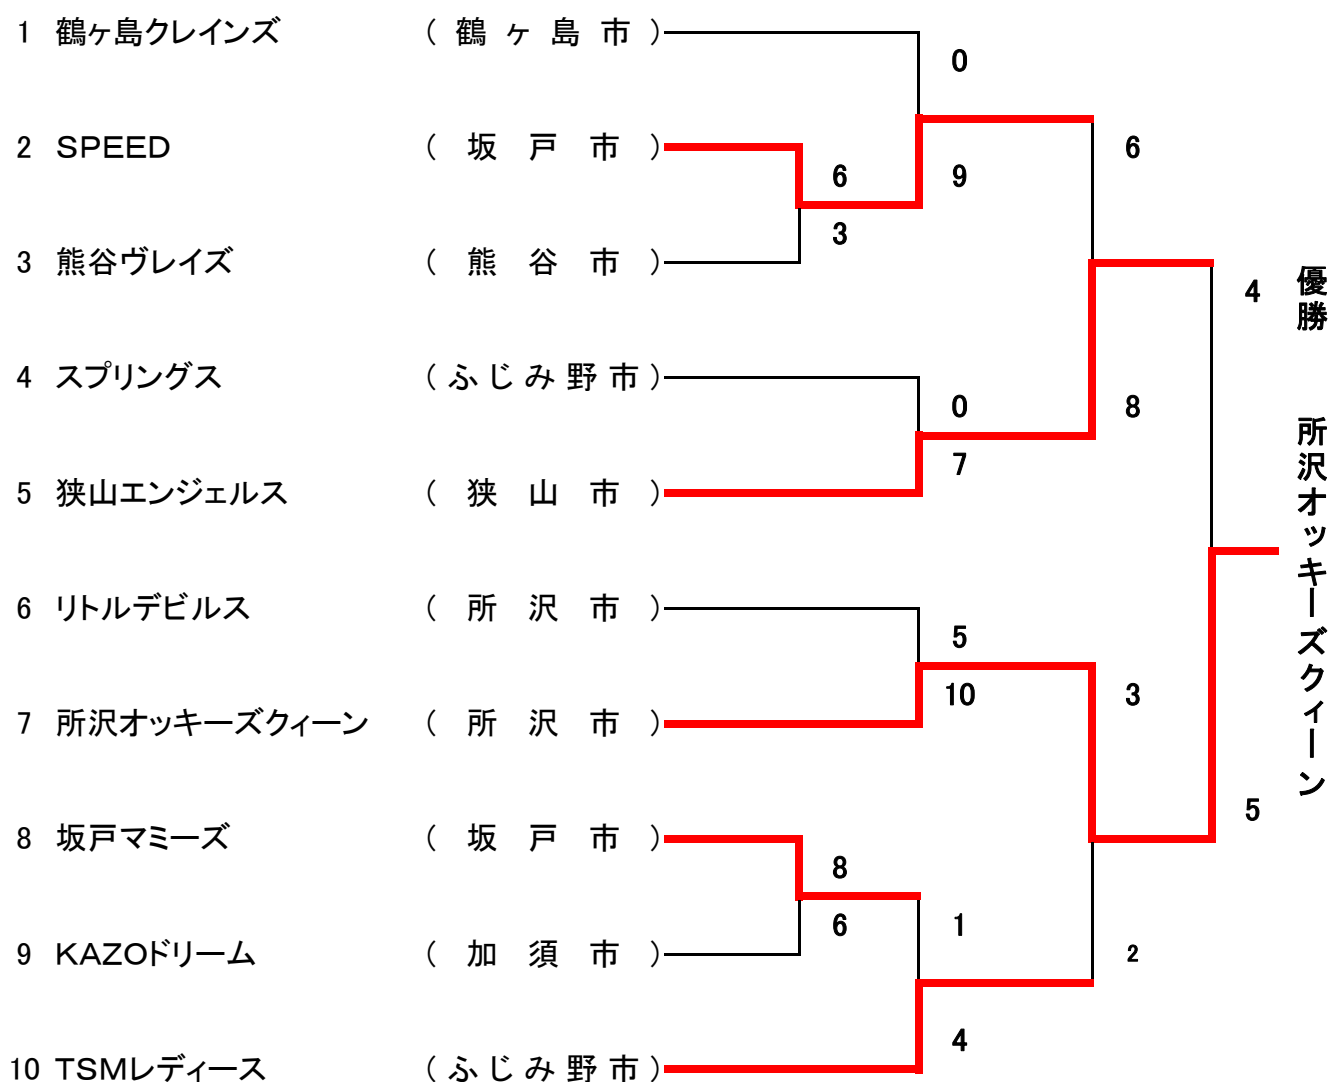 1 鶴ヶ島クレインズ （ 鶴 ヶ 島 市 ）
0
2 SPEED （ 坂 戸 市 ）
6
6
9
3
3 熊谷ヴレイズ （ 熊 谷 市 ）
4
優勝 所沢オッキーズクィーン
4 スプリングス （ ふ じ み 野 市 ）
0
8
7
5 狭山エンジェルス （ 狭 山 市 ）
6 リトルデビルス （ 所 沢 市 ）
5
10
3
7 所沢オッキーズクィーン （ 所 沢 市 ）
5
8 坂戸マミーズ （ 坂 戸 市 ）
8
6
1
9 KAZOドリーム （ 加 須 市 ）
2
4
10 TSMレディース （ ふ じ み 野 市 ）